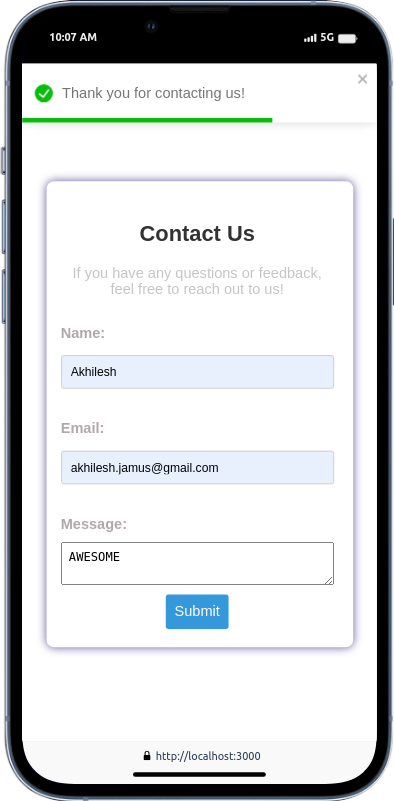 10:07 AM
5G
Thank you for contacting us!
Contact Us
If you have any questions or feedback,
feel free to reach out to us!
Name:
Akhilesh
Email:
akhilesh.jamus@gmail.com
Message:
AWESOME
Submit
http://localhost:3000